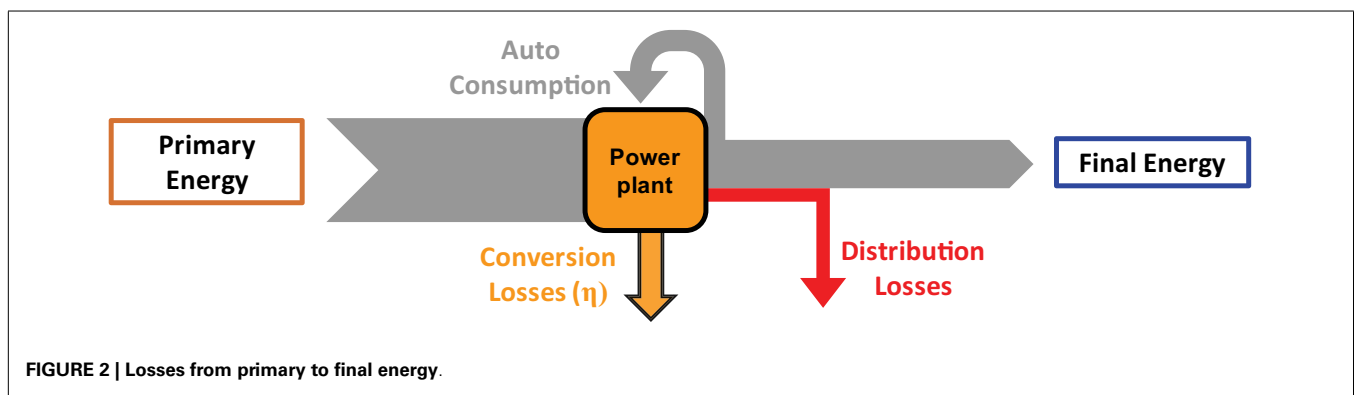 Auto
Consumption
Primary
Energy
Power
plant
Final Energy
Conversion
Losses (η)
Distribution
Losses
FIGURE 2 | Losses from primary to final energy.